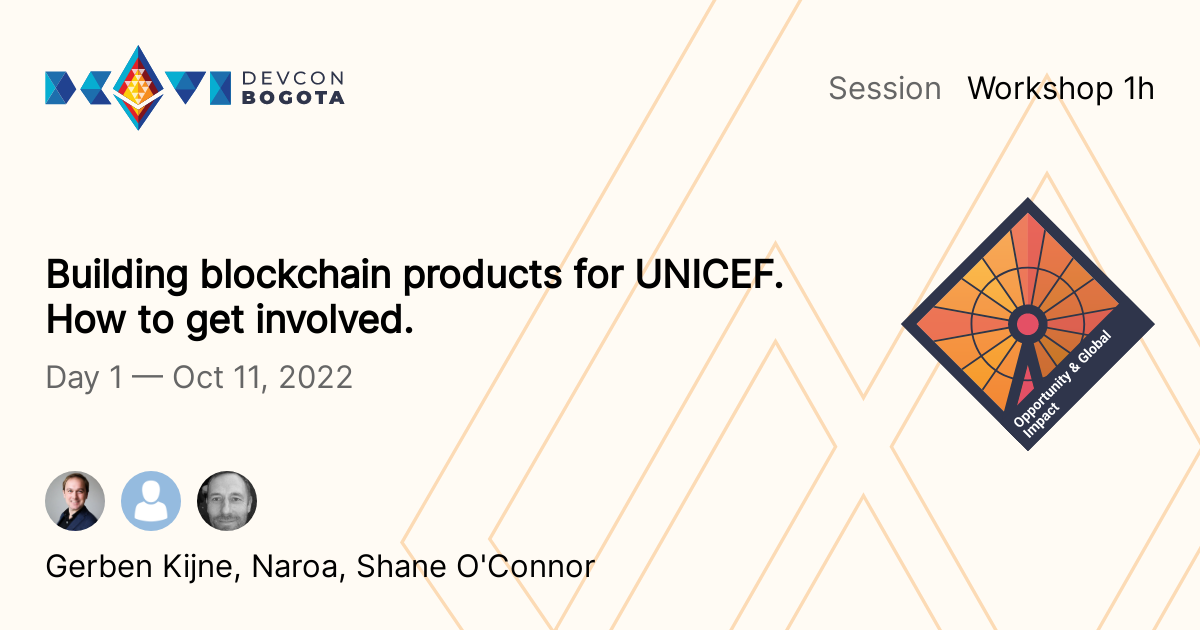 DEVCON
BOGOTA
Session Workshop 1h
Building blockchain products for UNICEF.
How to get involved.
Day 1 — Oct 11, 2022
Opportunity & Global
Impact
Gerben Kijne, Naroa, Shane O'Connor